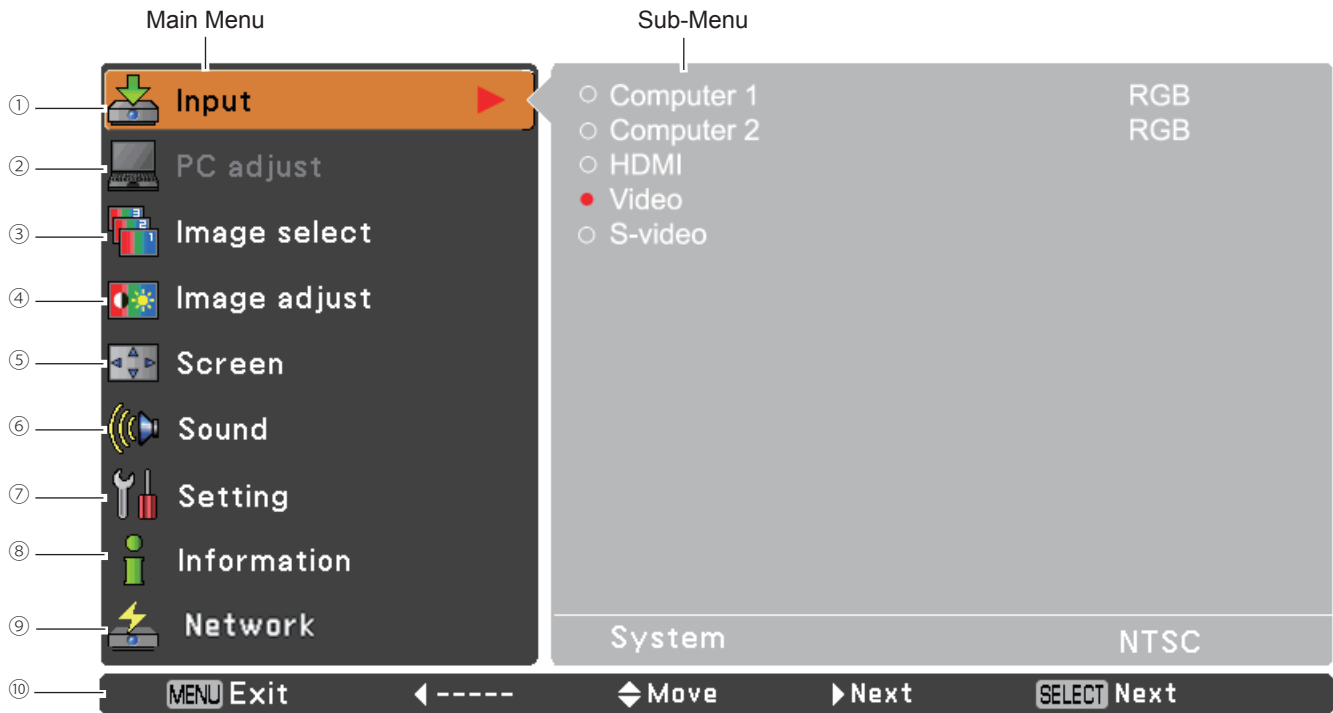 Main Menu Sub-Menu
① Input Computer 1 RGB
Computer 2 RGB
② PC adjust HDMI
Video
③ Image select S-video
④ Image adjust
⑤ Screen
⑥ Sound
⑦ Setting
⑧ Information
⑨ Network System NTSC
⑩ MENU Exit ----- Move Next SELECT Next